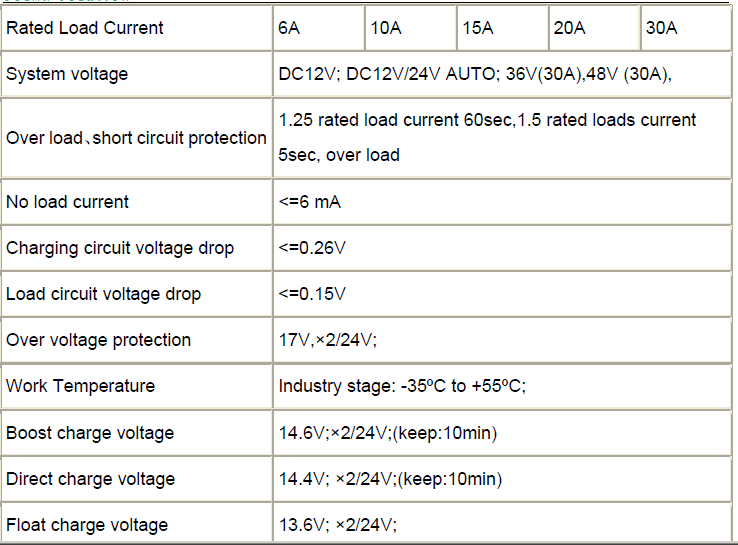 Rated Load Current 6A 10A 15A 20A 30A
System voltage DC12V; DC12V/24V AUTO; 36V(30A),48V (30A),
Over load、short circuit protection 1.25 rated load current 60sec,1.5 rated loads current
5sec, over load
No load current <=6 mA
Charging circuit voltage drop <=0.26V
Load circuit voltage drop <=0.15V
Over voltage protection 17V,×2/24V;
Work Temperature Industry stage: -35ºC to +55ºC;
Boost charge voltage 14.6V;×2/24V;(keep:10min)
Direct charge voltage 14.4V; ×2/24V;(keep:10min)
Float charge voltage 13.6V; ×2/24V;